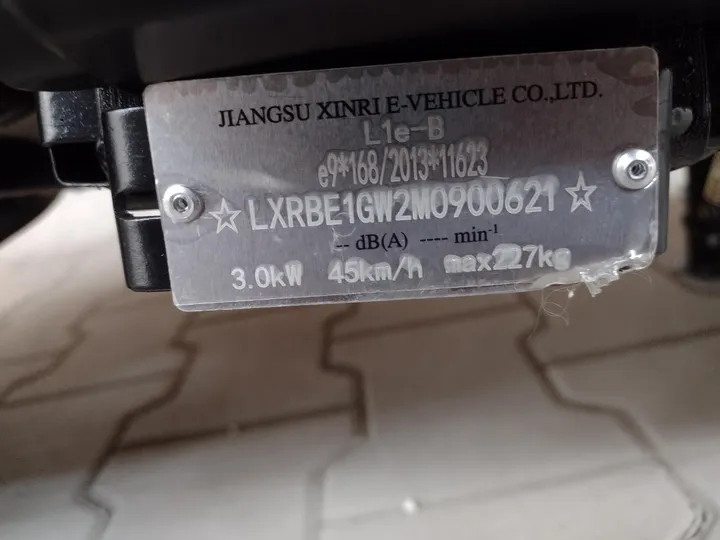 JIANGSU XINRI E-VEHICLE CO.,LTD.
L1e-B
e9*168/2013*11623
☆ LXRBE1GW2M0900621 ☆
-- dB(A) ---- min⁻¹
3.0kW 45km/h max227kg